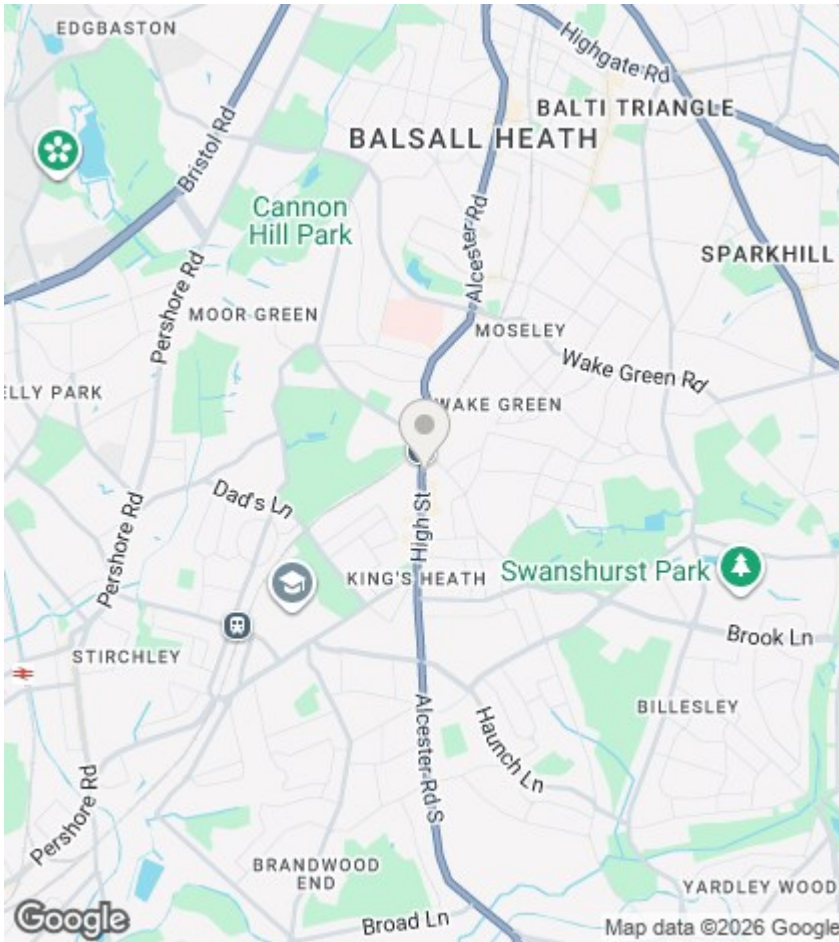 EDGBASTON
Highgate Rd
BALTI TRIANGLE
BALSALL HEATH
Bristol Rd
Cannon
Hill Park
Alcester Rd
SPARKHILL
Pershore Rd
MOOR GREEN
MOSELEY
Wake Green Rd
ELLY PARK
WAKE GREEN
Dad's Ln
High St
Pershore Rd
KING'S HEATH
Swanshurst Park
Brook Ln
STIRCHLEY
BILLESLEY
Alcester Rd S
Haunch Ln
Pershore Rd
BRANDWOOD
END
YARDLEY WOOD
Broad Ln
Google
Map data ©2026 Google